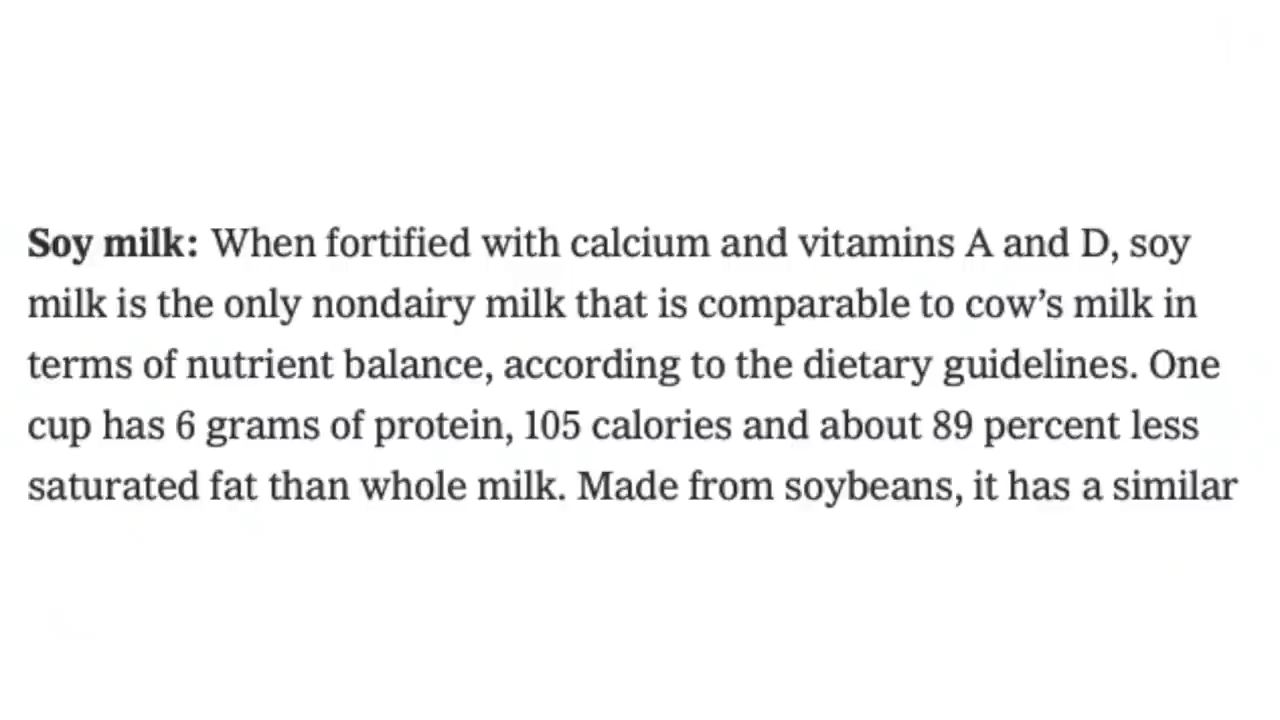 Soy milk: When fortified with calcium and vitamins A and D, soy
milk is the only nondairy milk that is comparable to cow’s milk in
terms of nutrient balance, according to the dietary guidelines. One
cup has 6 grams of protein, 105 calories and about 89 percent less
saturated fat than whole milk. Made from soybeans, it has a similar